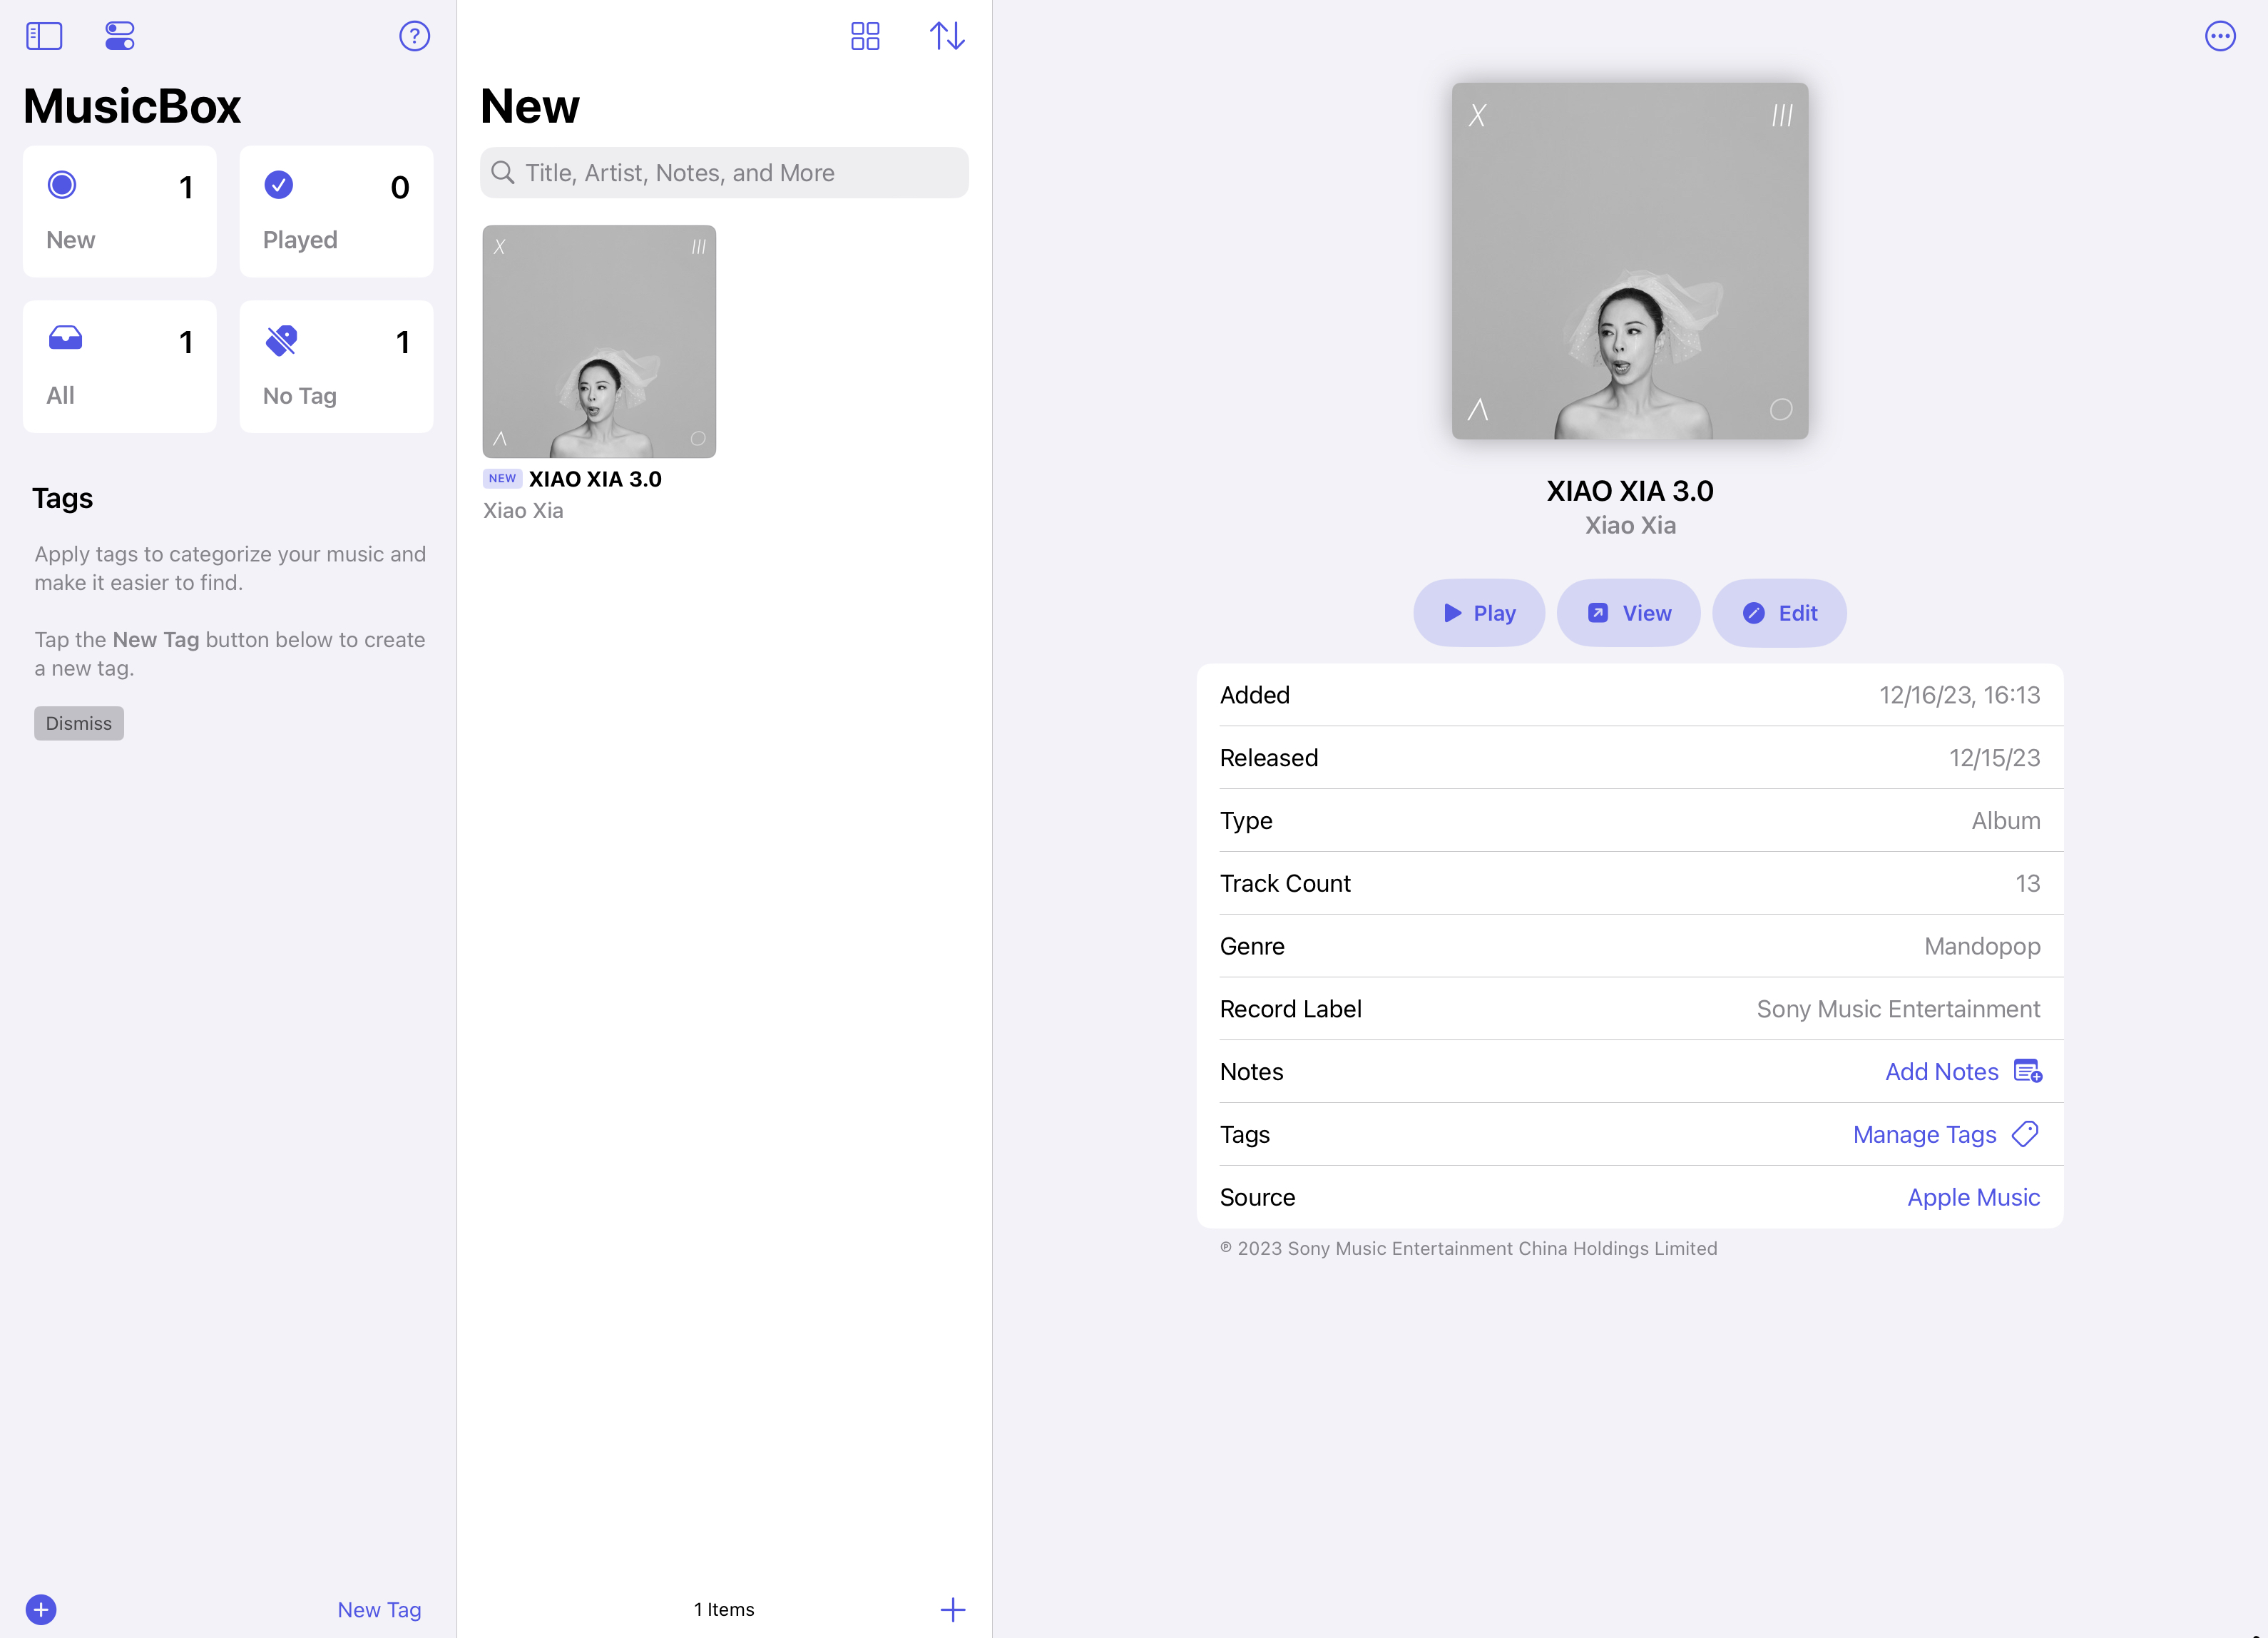 MusicBox
1
New
0
Played
1
All
1
No Tag
Tags
Apply tags to categorize your music and
make it easier to find.
Tap the New Tag button below to create
a new tag.
Dismiss
New Tag
New
Title, Artist, Notes, and More
X III
Λ O
NEW XIAO XIA 3.0
Xiao Xia
1 Items
X III
Λ O
XIAO XIA 3.0
Xiao Xia
Play View Edit
Added 12/16/23, 16:13
Released 12/15/23
Type Album
Track Count 13
Genre Mandopop
Record Label Sony Music Entertainment
Notes Add Notes
Tags Manage Tags
Source Apple Music
℗ 2023 Sony Music Entertainment China Holdings Limited